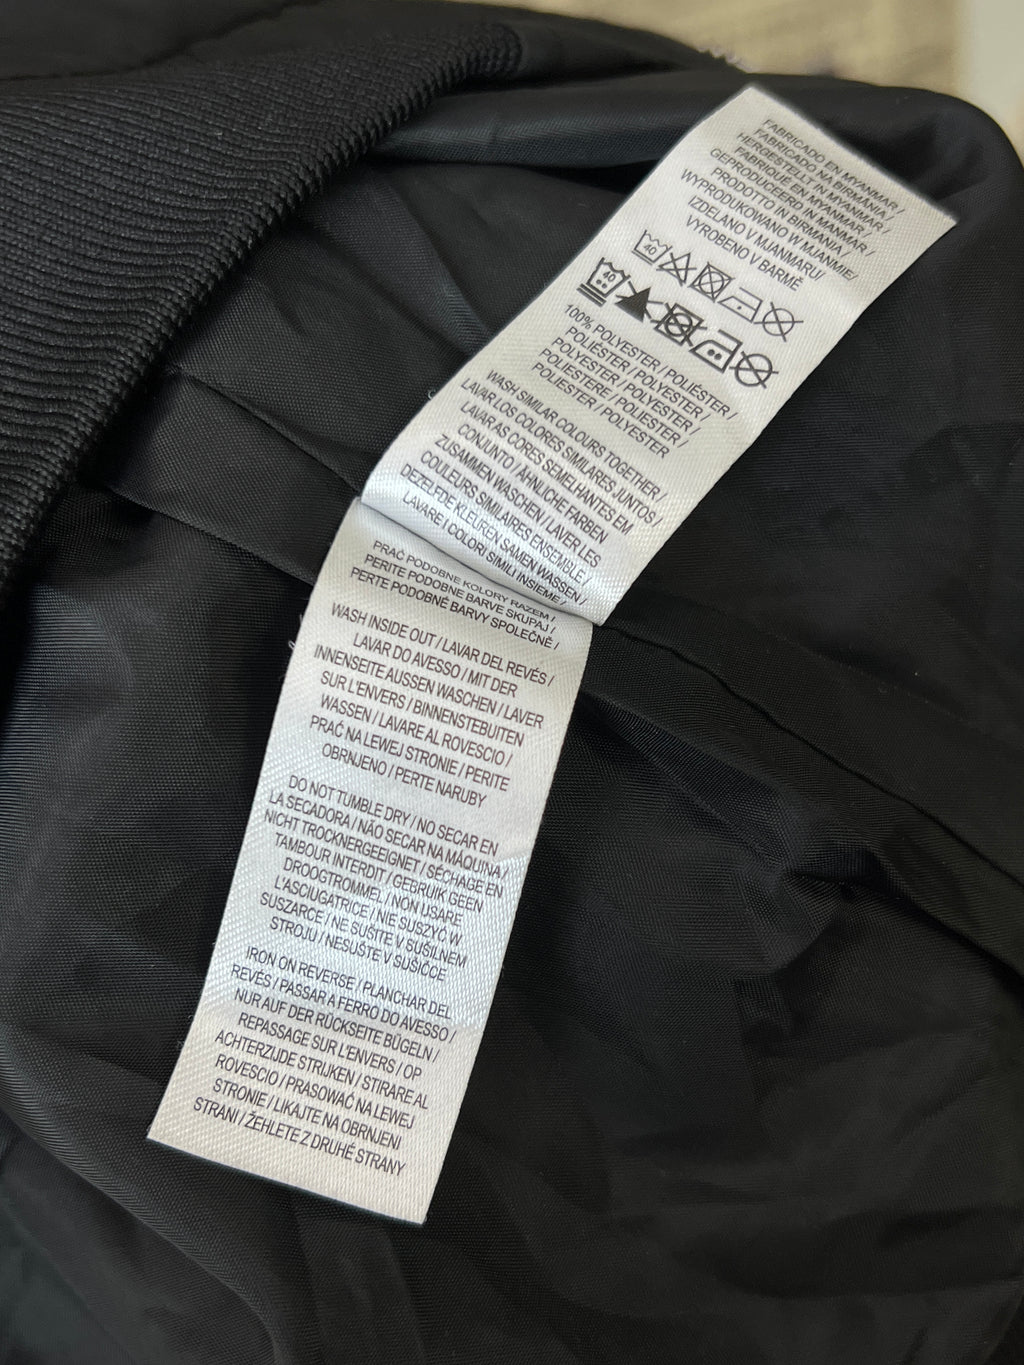 FABRICADO EN MYANMAR /
FABRICADO NA BIRMÂNIA /
HERGESTELLT IN MYANMAR /
FABRIQUE EN MYANMAR /
GEPRODUCEERD IN MANMAR /
PRODOTTO IN BIRMANIA /
WYPRODUKOWANO W MJANMIE/
IZDELANO V MJANMARU/
VYROBENO V BARMĚ
40
40
100% POLYESTER / POLIÉSTER /
POLIÉSTER / POLYESTER /
POLYESTER / POLYESTER /
POLIESTERE / POLIESTER /
POLIESTER / POLYESTER
WASH SIMILAR COLOURS TOGETHER /
LAVAR LOS COLORES SIMILARES JUNTOS /
LAVAR AS CORES SEMELHANTES EM
CONJUNTO / ÄHNLICHE FARBEN
ZUSAMMEN WASCHEN / LAVER LES
COULEURS SIMILAIRES ENSEMBLE /
DEZELFDE KLEUREN SAMEN WASSEN /
LAVARE I COLORI SIMILI INSIEME /
PRAĆ PODOBNE KOLORY RAZEM /
PERITE PODOBNE BARVE SKUPAJ /
PERTE PODOBNÉ BARVY SPOLEČNĚ /
WASH INSIDE OUT / LAVAR DEL REVÉS /
LAVAR DO AVESSO / MIT DER
INNENSEITE AUSSEN WASCHEN / LAVER
SUR L'ENVERS / BINNENSTEBUITEN
WASSEN / LAVARE AL ROVESCIO /
PRAĆ NA LEWEJ STRONIE / PERITE
OBRNJENO / PERTE NARUBY
DO NOT TUMBLE DRY / NO SECAR EN
LA SECADORA / NÃO SECAR NA MÁQUINA /
NICHT TROCKNERGEEIGNET / SÉCHAGE EN
TAMBOUR INTERDIT / GEBRUIK GEEN
DROOGTROMMEL / NON USARE
L'ASCIUGATRICE / NIE SUSZYĆ W
SUSZARCE / NE SUŠITE V SUŠILNEM
STROJU / NESUŠTE V SUŠIČCE
IRON ON REVERSE / PLANCHAR DEL
REVÉS / PASSAR A FERRO DO AVESSO /
NUR AUF DER RÜCKSEITE BÜGELN /
REPASSAGE SUR L'ENVERS / OP
ACHTERZIJDE STRIJKEN / STIRARE AL
ROVESCIO / PRASOWAĆ NA LEWEJ
STRONIE / LIKAJTE NA OBRNJENI
STRANI / ŽEHLETE Z DRUHÉ STRANY